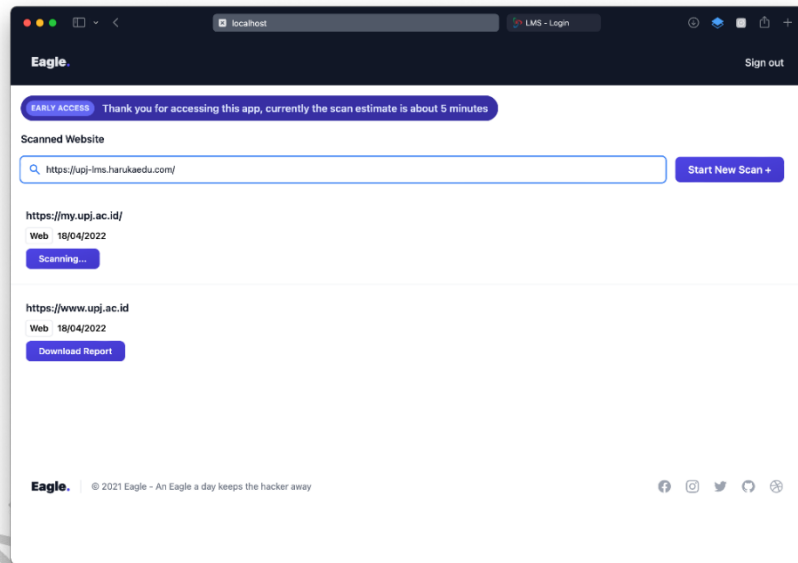 localhost
LMS - Login
Eagle.
Sign out
EARLY ACCESS Thank you for accessing this app, currently the scan estimate is about 5 minutes
Scanned Website
https://upj-lms.harukaedu.com/
Start New Scan +
https://my.upj.ac.id/
Web 18/04/2022
Scanning...
https://www.upj.ac.id
Web 18/04/2022
Download Report
Eagle. © 2021 Eagle - An Eagle a day keeps the hacker away